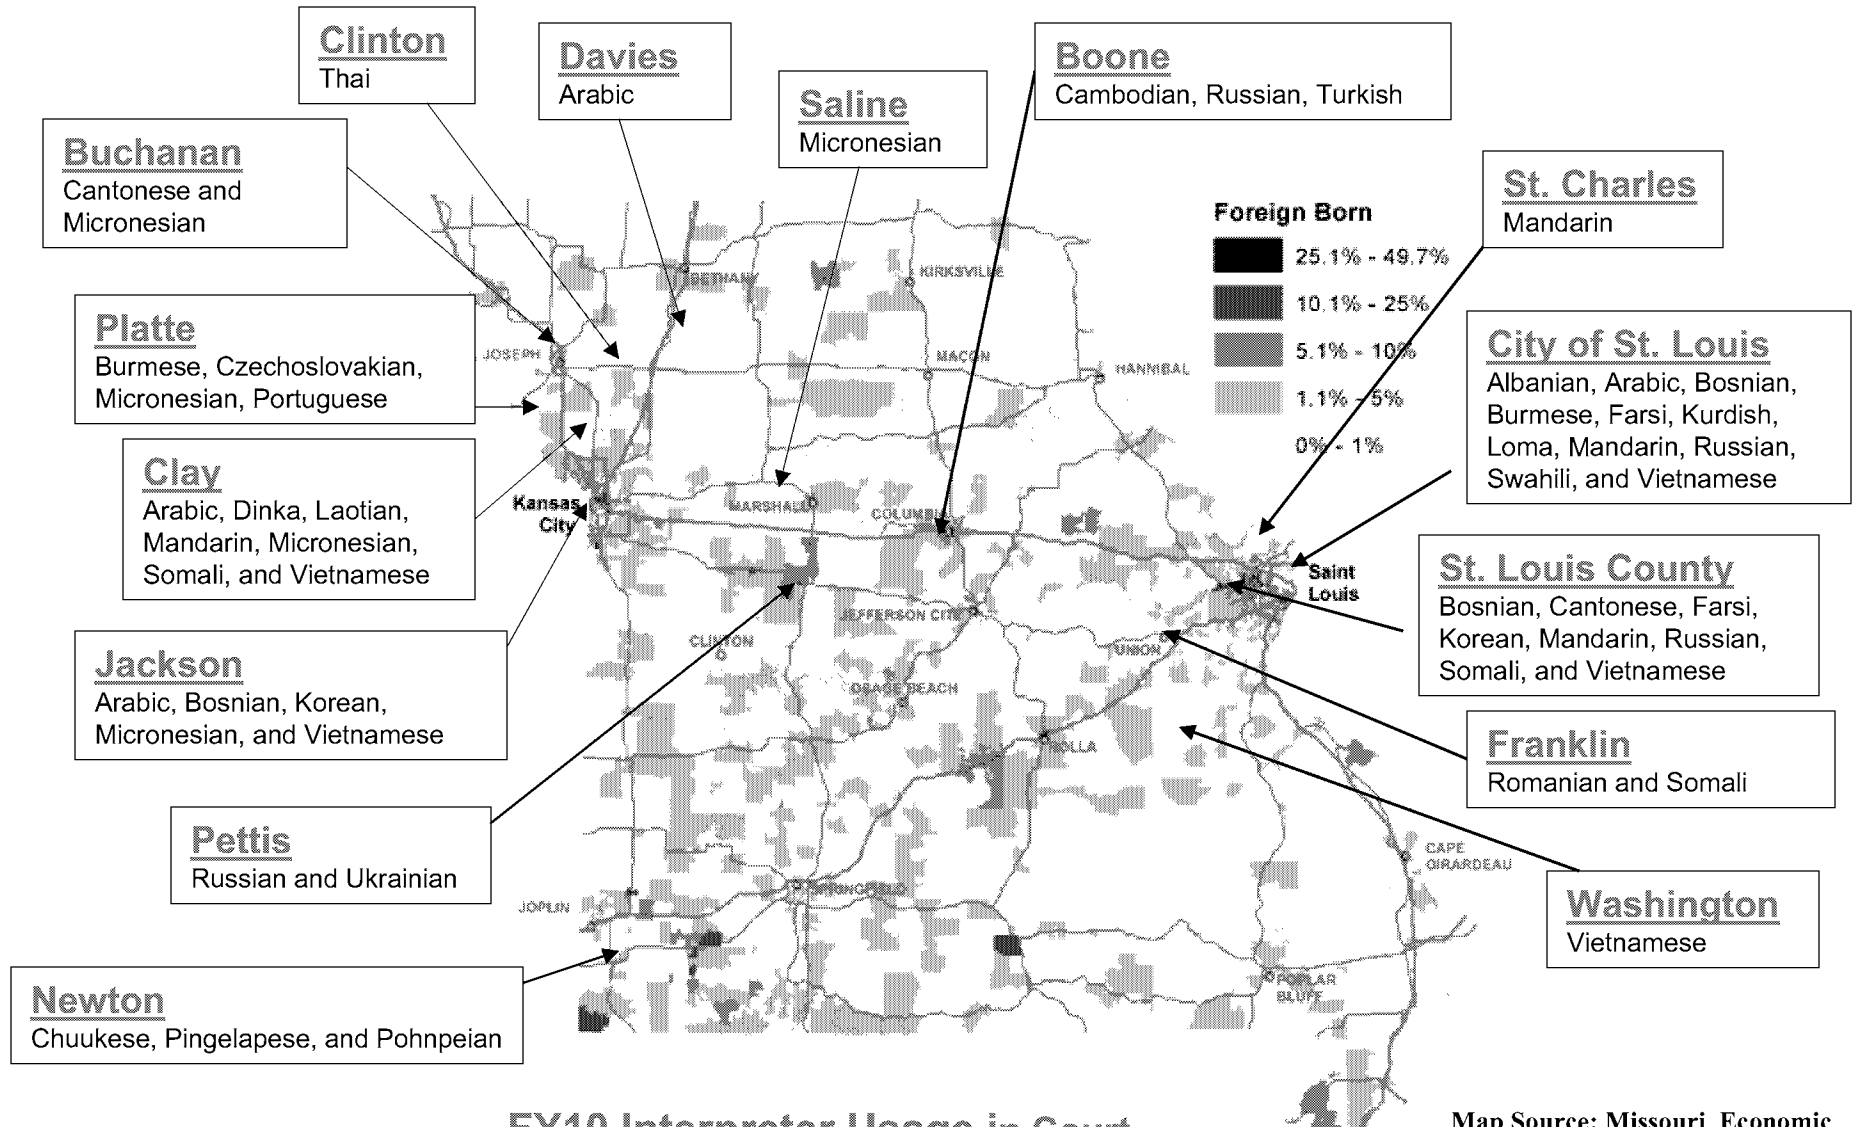 Clinton
Thai
Davies
Arabic
Saline
Micronesian
Boone
Cambodian, Russian, Turkish
Buchanan
Cantonese and
Micronesian
St. Charles
Mandarin
Foreign Born
25.1% - 49.7%
10.1% - 25%
5.1% - 10%
1.1% - 5%
0% - 1%
Platte
Burmese, Czechoslovakian,
Micronesian, Portuguese
City of St. Louis
Albanian, Arabic, Bosnian,
Burmese, Farsi, Kurdish,
Loma, Mandarin, Russian,
Swahili, and Vietnamese
Clay
Arabic, Dinka, Laotian,
Mandarin, Micronesian,
Somali, and Vietnamese
St. Louis County
Bosnian, Cantonese, Farsi,
Korean, Mandarin, Russian,
Somali, and Vietnamese
Jackson
Arabic, Bosnian, Korean,
Micronesian, and Vietnamese
Franklin
Romanian and Somali
Pettis
Russian and Ukrainian
Washington
Vietnamese
Newton
Chuukese, Pingelapese, and Pohnpeian
BETHANY
KIRKSVILLE
JOSEPH
MACON
HANNIBAL
Kansas
City
MARSHALL
COLUMBIA
Saint
Louis
JEFFERSON CITY
CLINTON
UNION
OSAGE BEACH
ROLLA
CAPE
GIRARDEAU
JOPLIN
SPRINGFIELD
POPLAR
BLUFF
FY10 Interpreter Usage in Court
Map Source: Missouri Economic